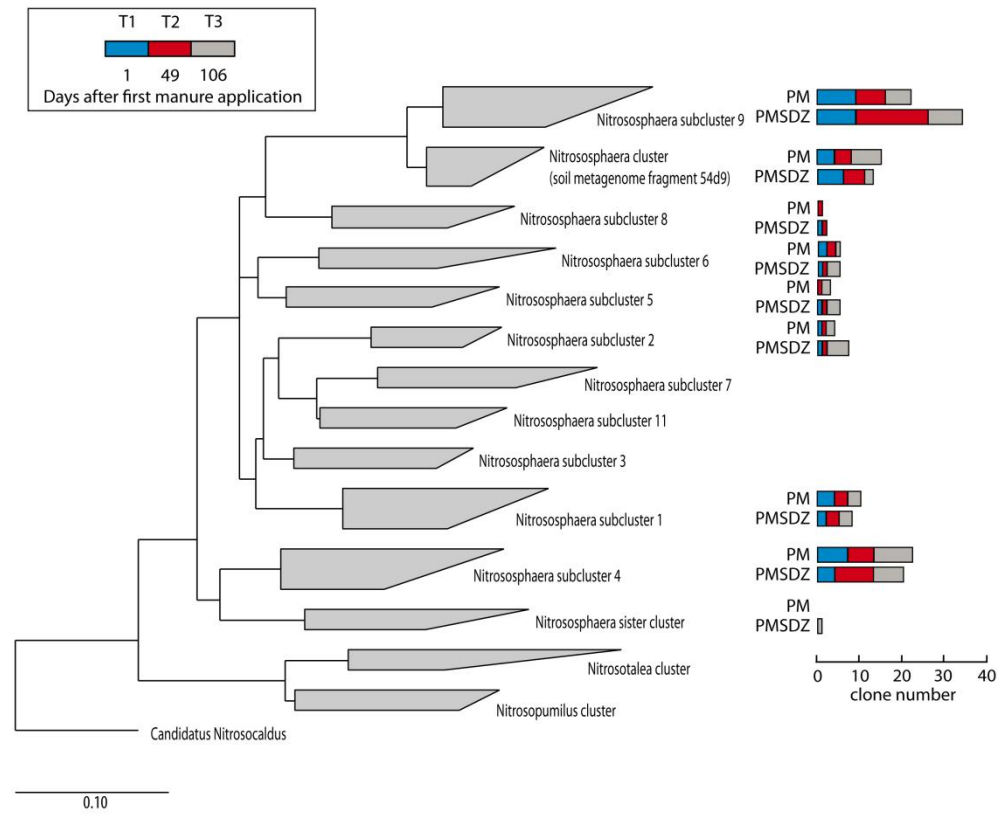 T1 T2 T3
1 49 106
Days after first manure application
Nitrososphaera subcluster 9
PM
PMSDZ
Nitrososphaera cluster
(soil metagenome fragment 54d9)
PM
PMSDZ
Nitrososphaera subcluster 8
PM
PMSDZ
Nitrososphaera subcluster 6
PM
PMSDZ
Nitrososphaera subcluster 5
PM
PMSDZ
Nitrososphaera subcluster 2
PM
PMSDZ
Nitrososphaera subcluster 7
Nitrososphaera subcluster 11
Nitrososphaera subcluster 3
Nitrososphaera subcluster 1
PM
PMSDZ
Nitrososphaera subcluster 4
PM
PMSDZ
Nitrososphaera sister cluster
PM
PMSDZ
Nitrosotalea cluster
0 10 20 30 40
clone number
Nitrosopumilus cluster
Candidatus Nitrosocaldus
0.10